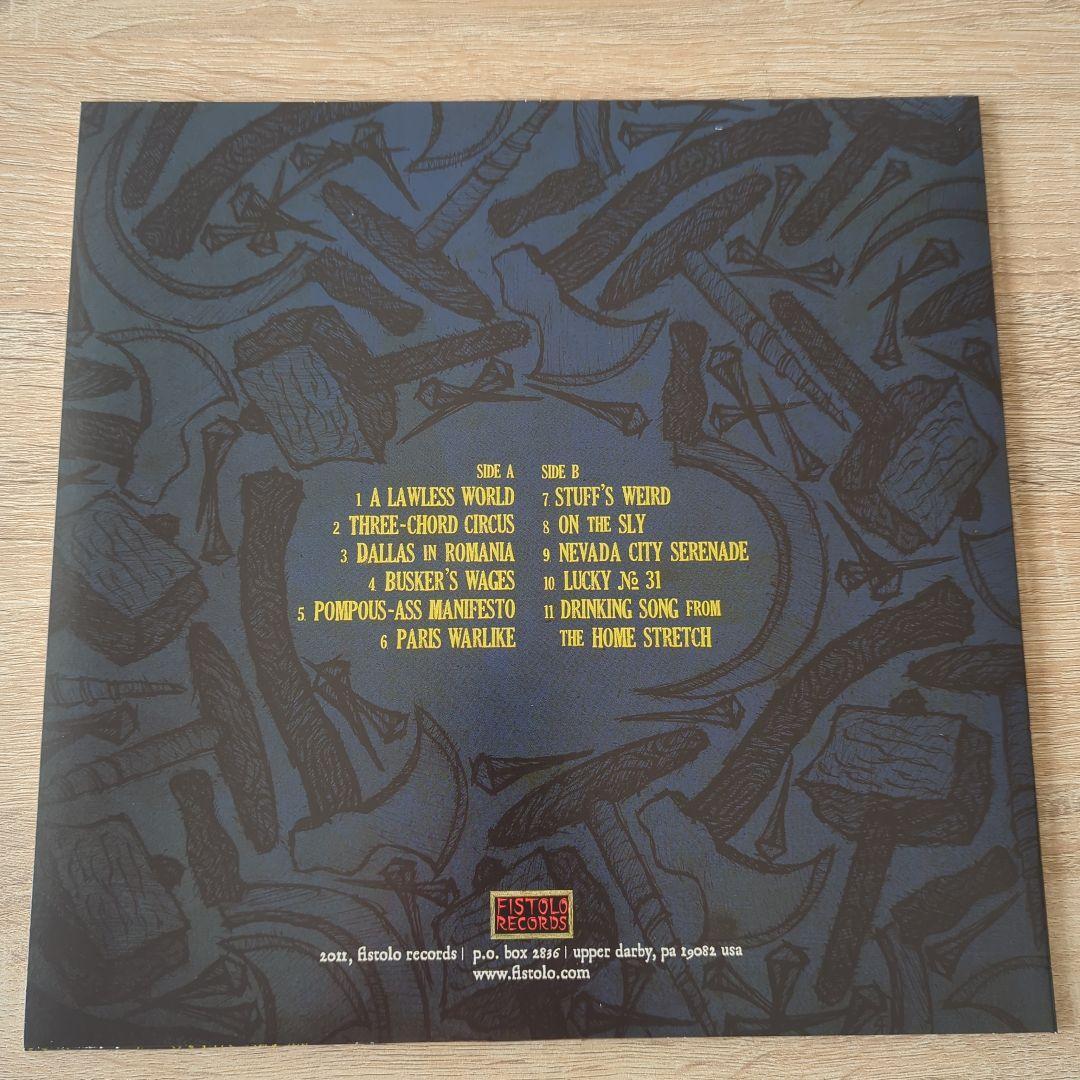 SIDE A
1 A LAWLESS WORLD
2 THREE-CHORD CIRCUS
3 DALLAS IN ROMANIA
4 BUSKER'S WAGES
5 POMPOUS-ASS MANIFESTO
6 PARIS WARLIKE
SIDE B
7 STUFF'S WEIRD
8 ON THE SLY
9 NEVADA CITY SERENADE
10 LUCKY № 31
11 DRINKING SONG FROM
THE HOME STRETCH
FISTOLO
RECORDS
2011, fistolo records | p.o. box 2836 | upper darby, pa 19082 usa
www.fistolo.com